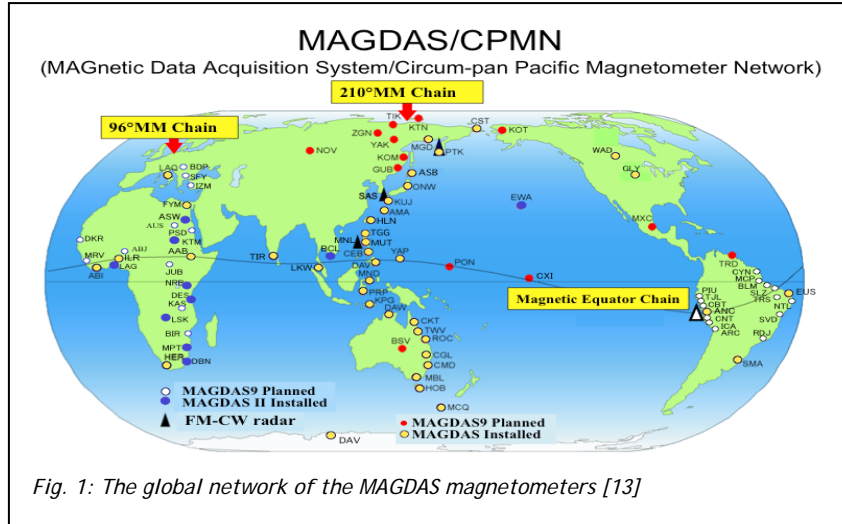 MAGDAS/CPMN
(MAGnetic Data Acquisition System/Circum-pan Pacific Magnetometer Network)
210°MM Chain
96°MM Chain
TIK
KTN
CST
KOT
ZGN
YAK
MGD
PTK
NOV
KOM
GUB
ASB
ONW
WAD
GLY
LAQ
BDP
SFY
IZM
FYM
SAS
KUJ
AMA
EWA
MXC
ASW
AUS
PSD
KTM
HLN
DKR
MRV
ABJ
ILR
ABI
LAG
AAB
TIR
BCL
MNL
TGG
MUT
CEB
YAP
LKW
DAV
MND
PON
CXI
TRD
JUB
NRB
DES
KAS
LSK
BIR
MPT
HER
DBN
PRP
KPG
DAW
CKT
TWV
ROC
BSV
CGL
CMD
MBL
HOB
MCQ
Magnetic Equator Chain
CYN
MCP
BLM
SLZ
TRS
EUS
NTL
SVD
RDJ
PIU
TJL
CBT
ANC
CNT
ICA
ARC
SMA
MAGDAS9 Planned
MAGDAS II Installed
FM-CW radar
MAGDAS9 Planned
MAGDAS Installed
DAV
Fig. 1: The global network of the MAGDAS magnetometers [13]